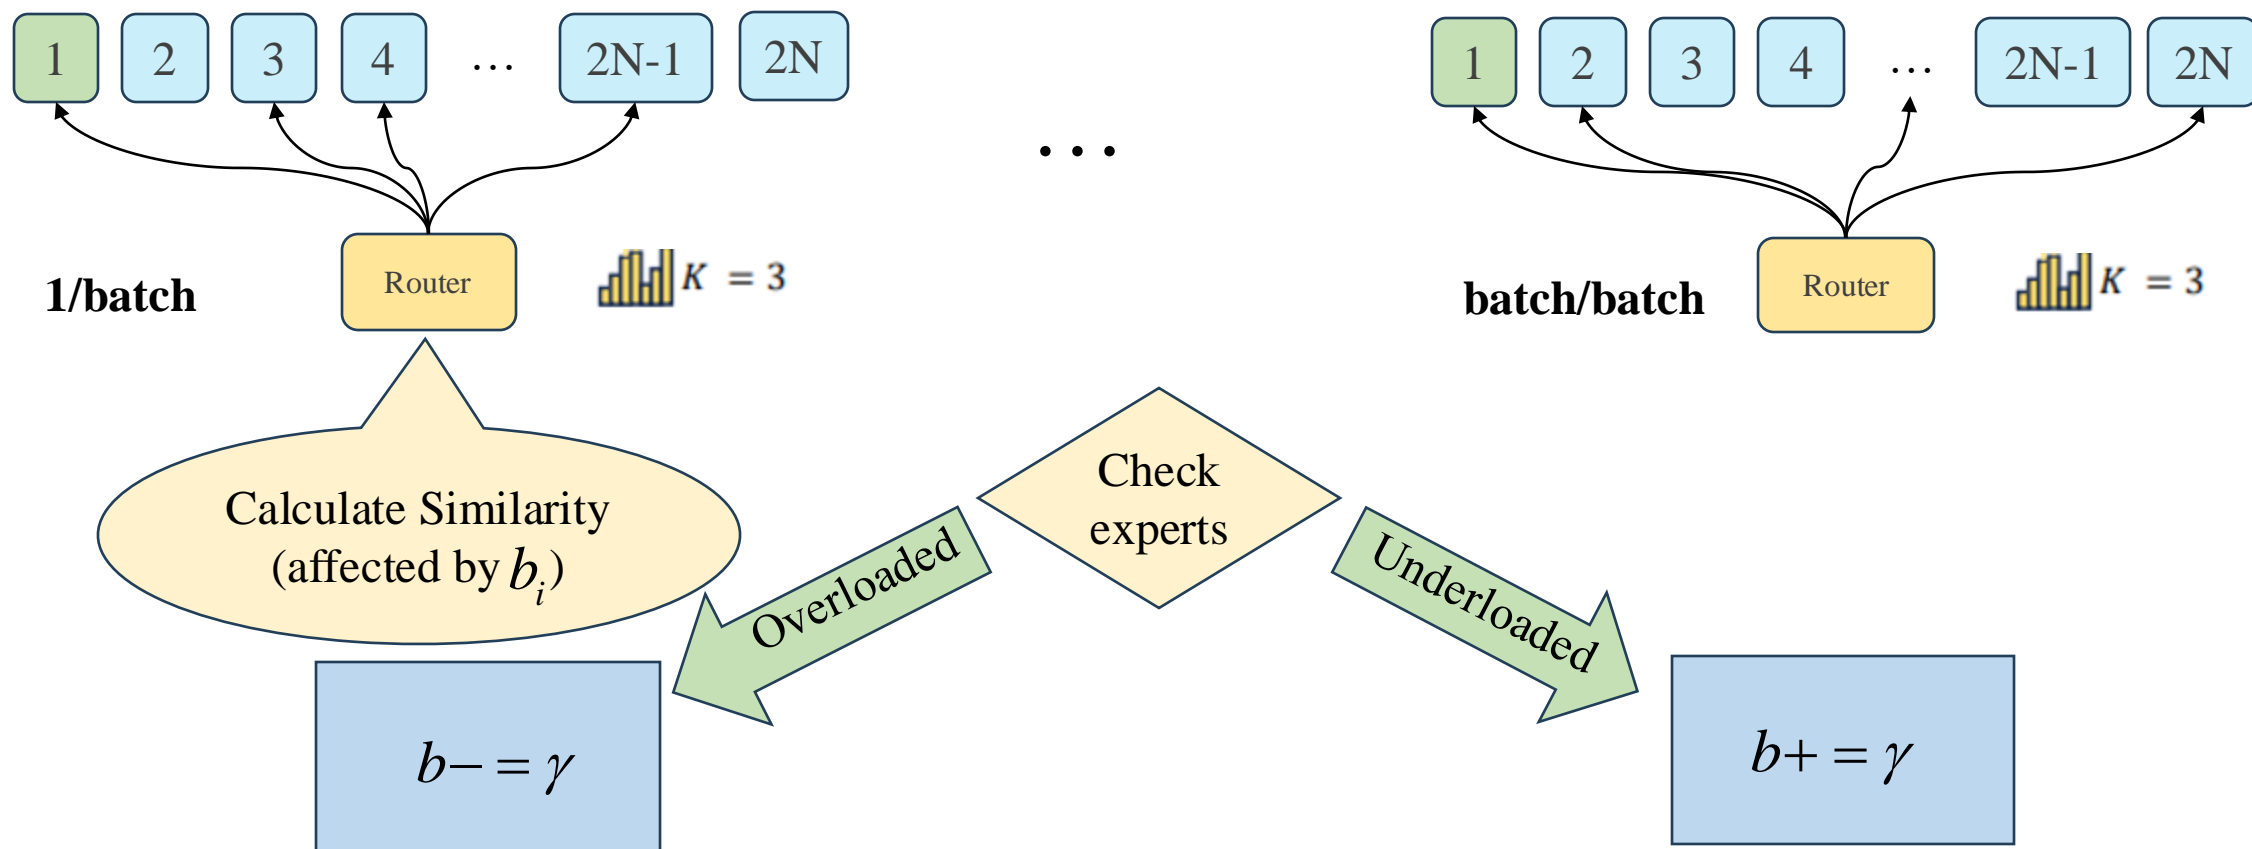 1 2 3 4 … 2N-1 2N
1 2 3 4 … 2N-1 2N
…
1/batch
Router
K = 3
batch/batch
Router
K = 3
Calculate Similarity
(affected by b_i)
Check
experts
Overloaded
Underloaded
b− = γ
b+ = γ